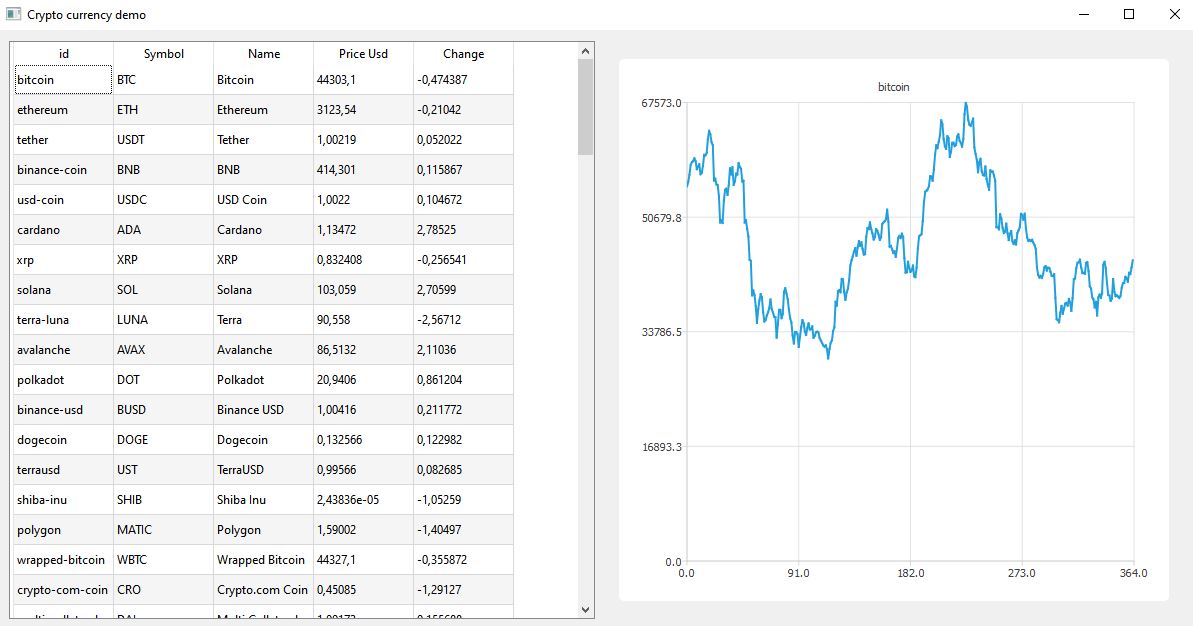 Crypto currency demo
id Symbol Name Price Usd Change
bitcoin BTC Bitcoin 44303,1 -0,474387
ethereum ETH Ethereum 3123,54 -0,21042
tether USDT Tether 1,00219 0,052022
binance-coin BNB BNB 414,301 0,115867
usd-coin USDC USD Coin 1,0022 0,104672
cardano ADA Cardano 1,13472 2,78525
xrp XRP XRP 0,832408 -0,256541
solana SOL Solana 103,059 2,70599
terra-luna LUNA Terra 90,558 -2,56712
avalanche AVAX Avalanche 86,5132 2,11036
polkadot DOT Polkadot 20,9406 0,861204
binance-usd BUSD Binance USD 1,00416 0,211772
dogecoin DOGE Dogecoin 0,132566 0,122982
terrausd UST TerraUSD 0,99566 0,082685
shiba-inu SHIB Shiba Inu 2,43836e-05 -1,05259
polygon MATIC Polygon 1,59002 -1,40497
wrapped-bitcoin WBTC Wrapped Bitcoin 44327,1 -0,355872
crypto-com-coin CRO Crypto.com Coin 0,45085 -1,29127
bitcoin
67573.0
50679.8
33786.5
16893.3
0.0
0.0 91.0 182.0 273.0 364.0